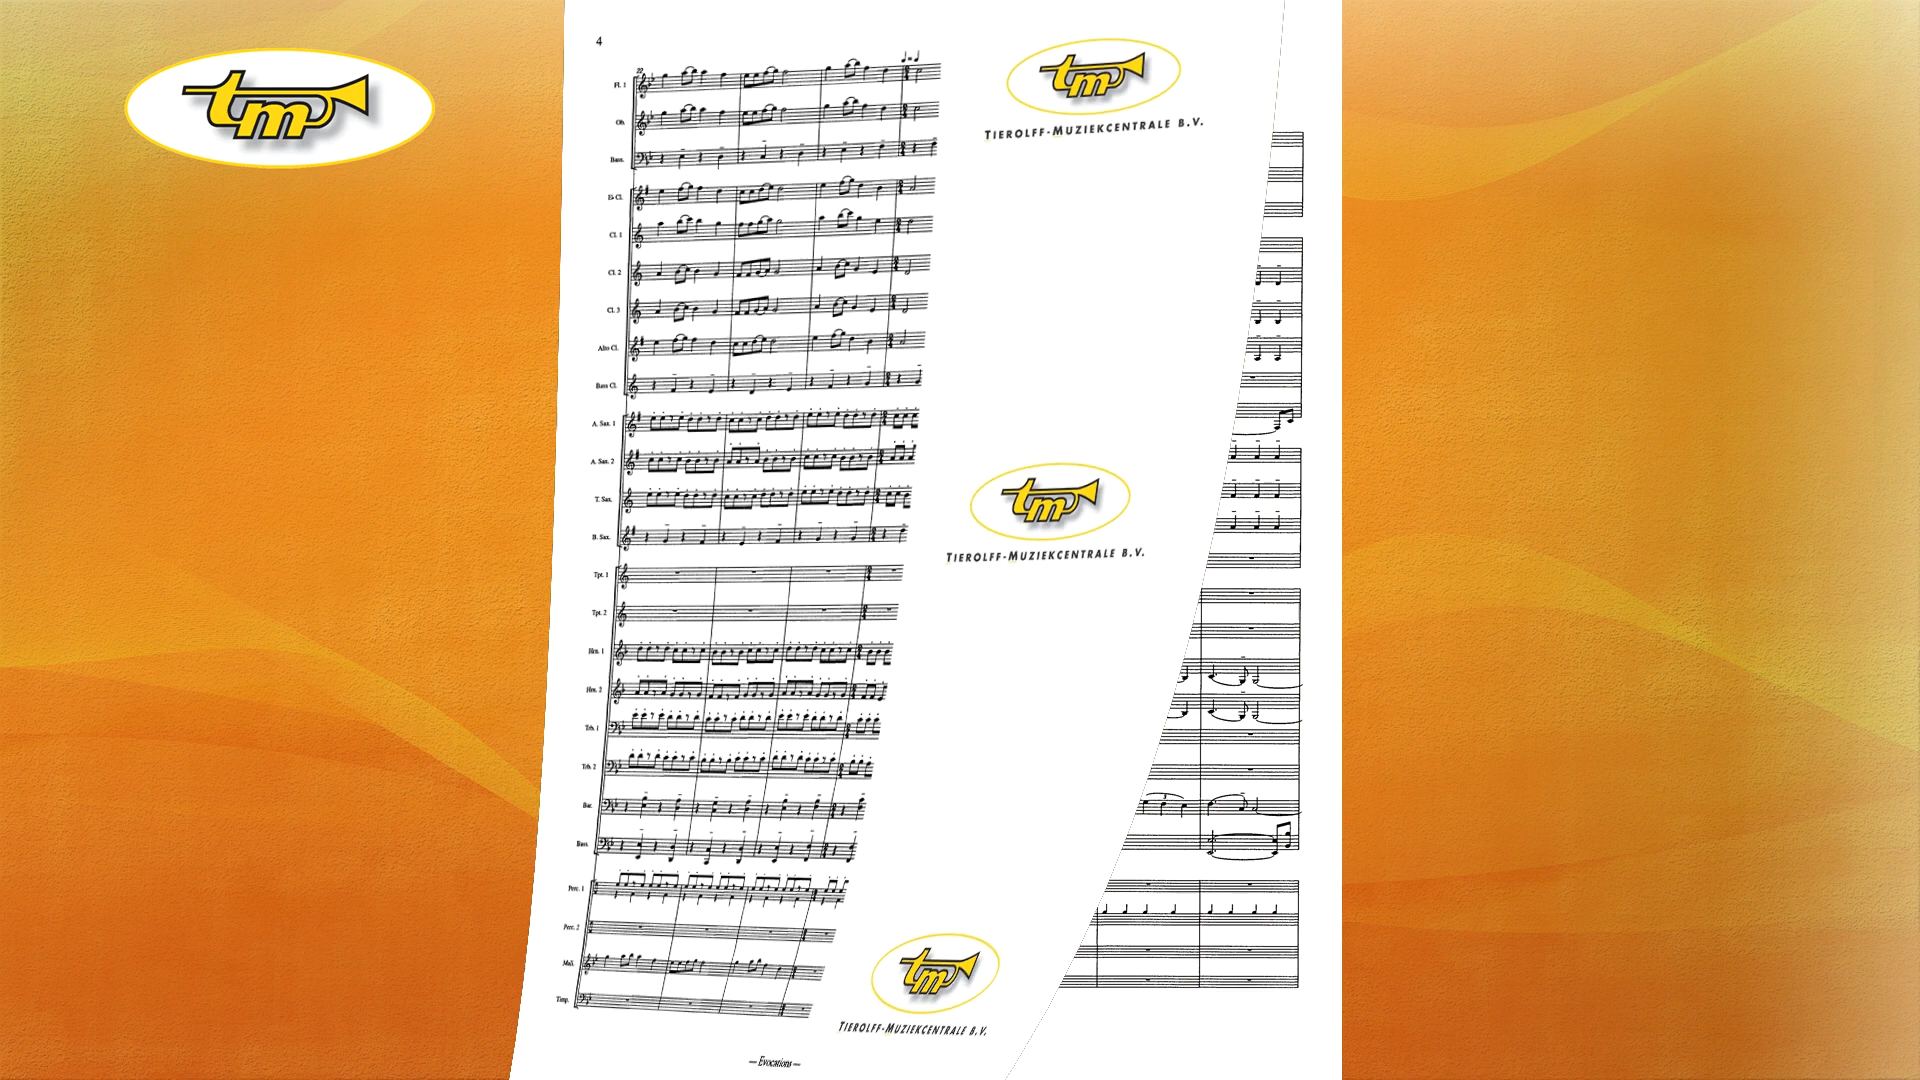 tm
4
22
Fl. 1
Ob.
Bass.
E♭ Cl.
Cl. 1
Cl. 2
Cl. 3
Alto Cl.
Bass Cl.
A. Sax. 1
A. Sax. 2
T. Sax.
B. Sax.
Tpt. 1
Tpt. 2
Hrn. 1
Hrn. 2
Trb. 1
Trb. 2
Bar.
Bass.
Perc. 1
Perc. 2
Mall.
Timp.
tm
TIEROLFF-MUZIEKCENTRALE B.V.
tm
TIEROLFF-MUZIEKCENTRALE B.V.
tm
TIEROLFF-MUZIEKCENTRALE B.V.
— Evocations —